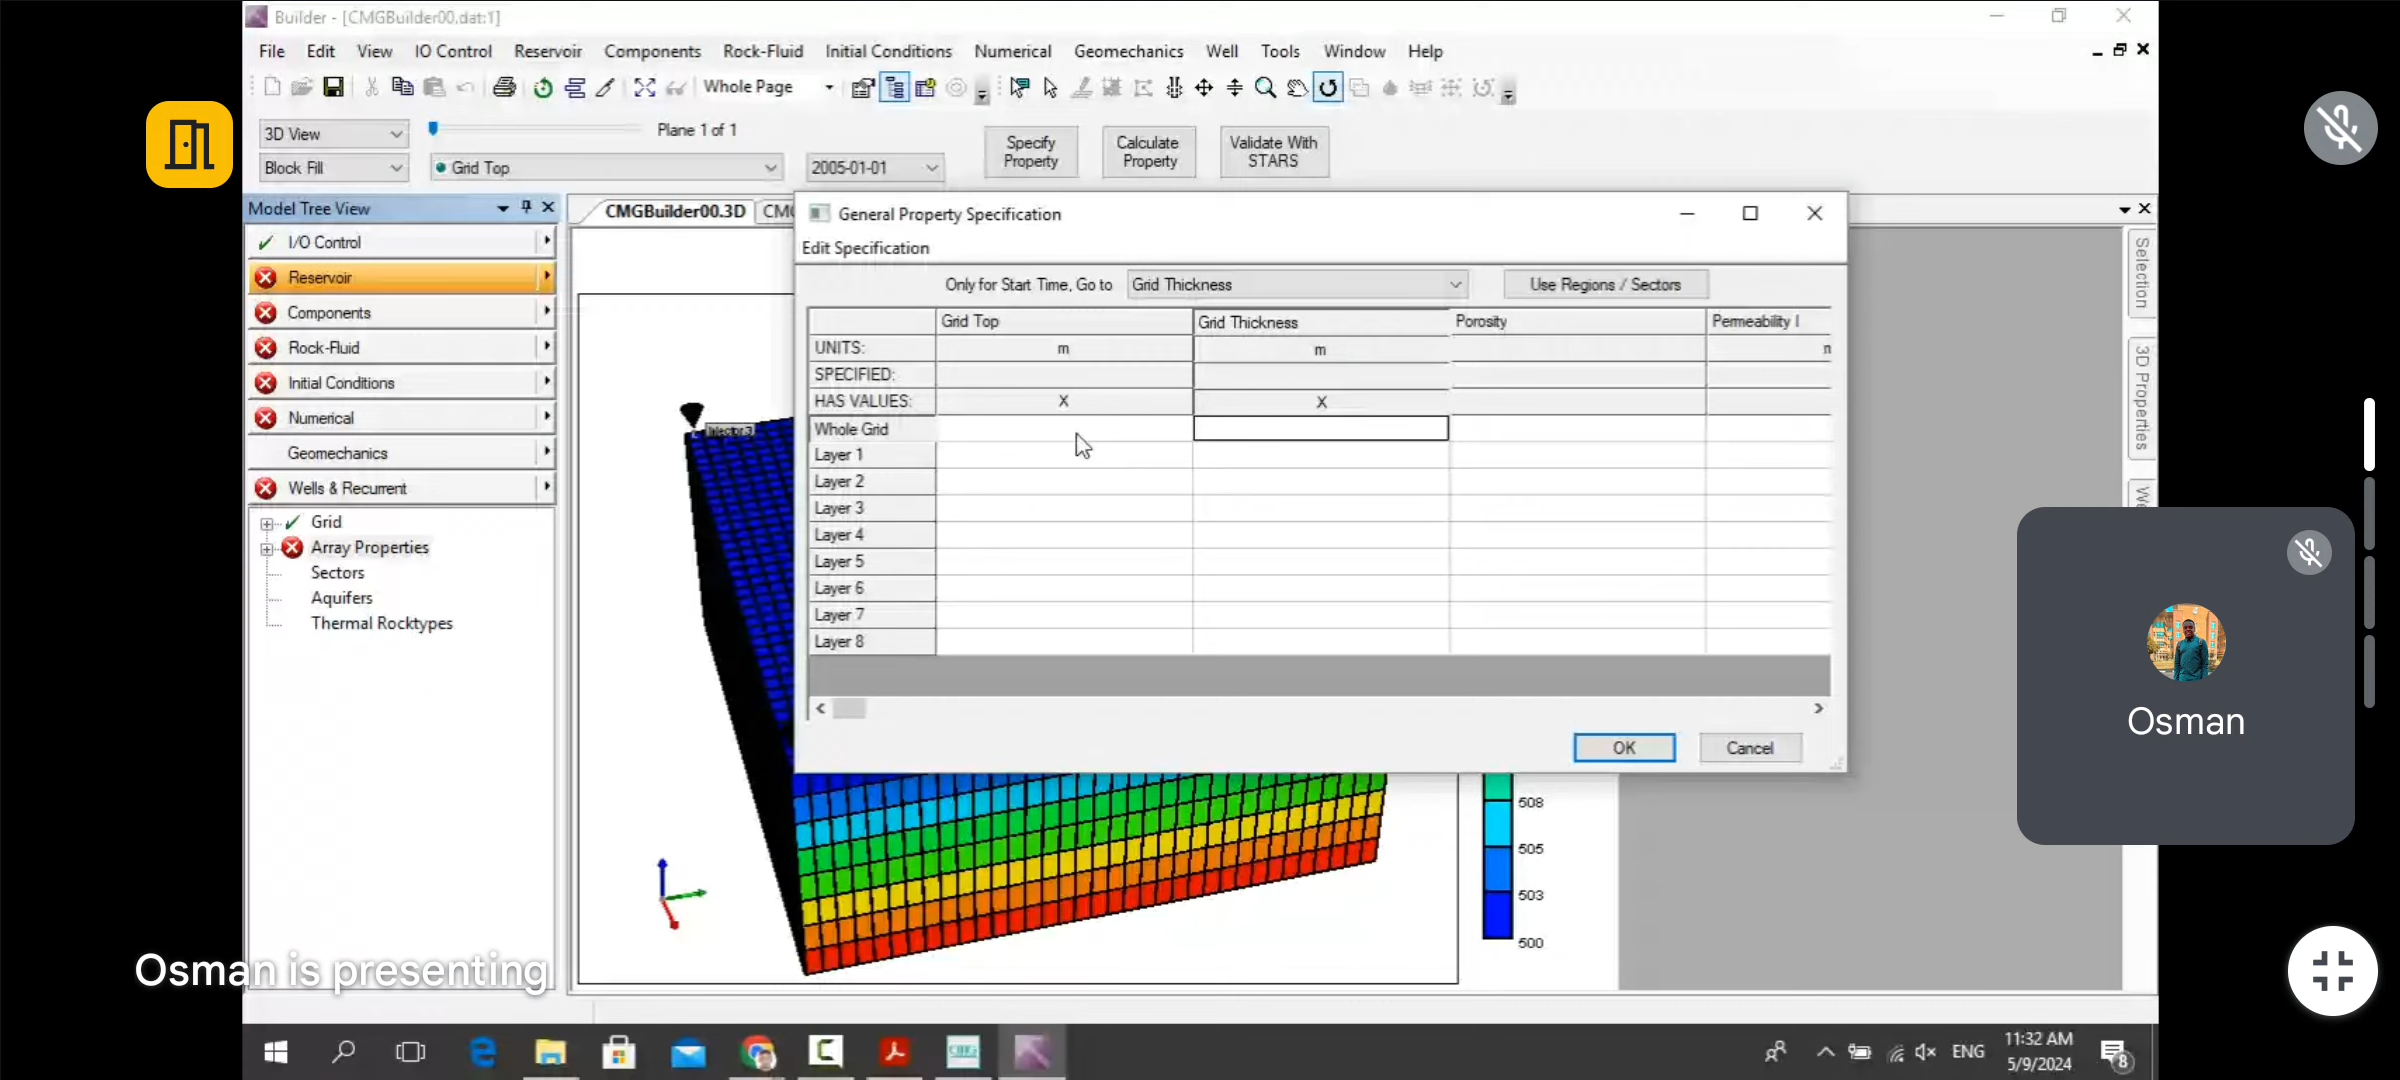 Builder - [CMGBuilder00.dat:1]
File Edit View IO Control Reservoir Components Rock-Fluid Initial Conditions Numerical Geomechanics Well Tools Window Help
Whole Page
3D View
Plane 1 of 1
Block Fill
Grid Top
2005-01-01
Specify Property
Calculate Property
Validate With STARS
Model Tree View
I/O Control
Reservoir
Components
Rock-Fluid
Initial Conditions
Numerical
Geomechanics
Wells & Recurrent
Grid
Array Properties
Sectors
Aquifers
Thermal Rocktypes
CMGBuilder00.3D
General Property Specification
Edit Specification
Only for Start Time, Go to Grid Thickness Use Regions / Sectors
Grid Top Grid Thickness Porosity Permeability I
UNITS: m m
SPECIFIED:
HAS VALUES: X X
Whole Grid
Layer 1
Layer 2
Layer 3
Layer 4
Layer 5
Layer 6
Layer 7
Layer 8
OK Cancel
508
505
503
500
Selection
3D Properties
Osman
Osman is presenting
ENG
11:32 AM
5/9/2024
8